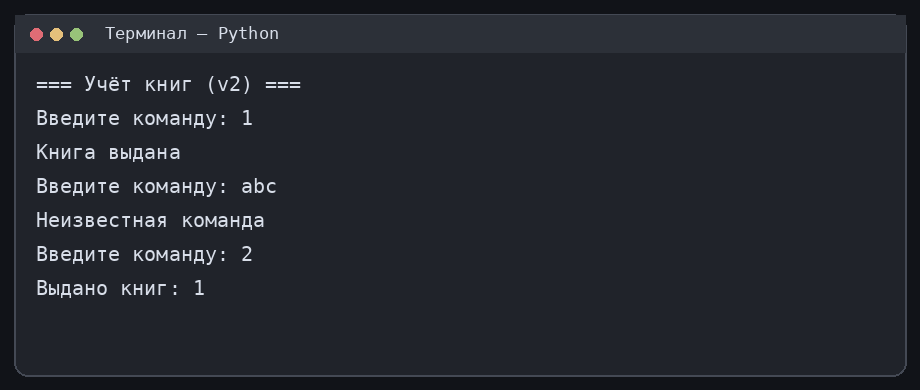 Терминал — Python
=== Учёт книг (v2) ===
Введите команду: 1
Книга выдана
Введите команду: abc
Неизвестная команда
Введите команду: 2
Выдано книг: 1